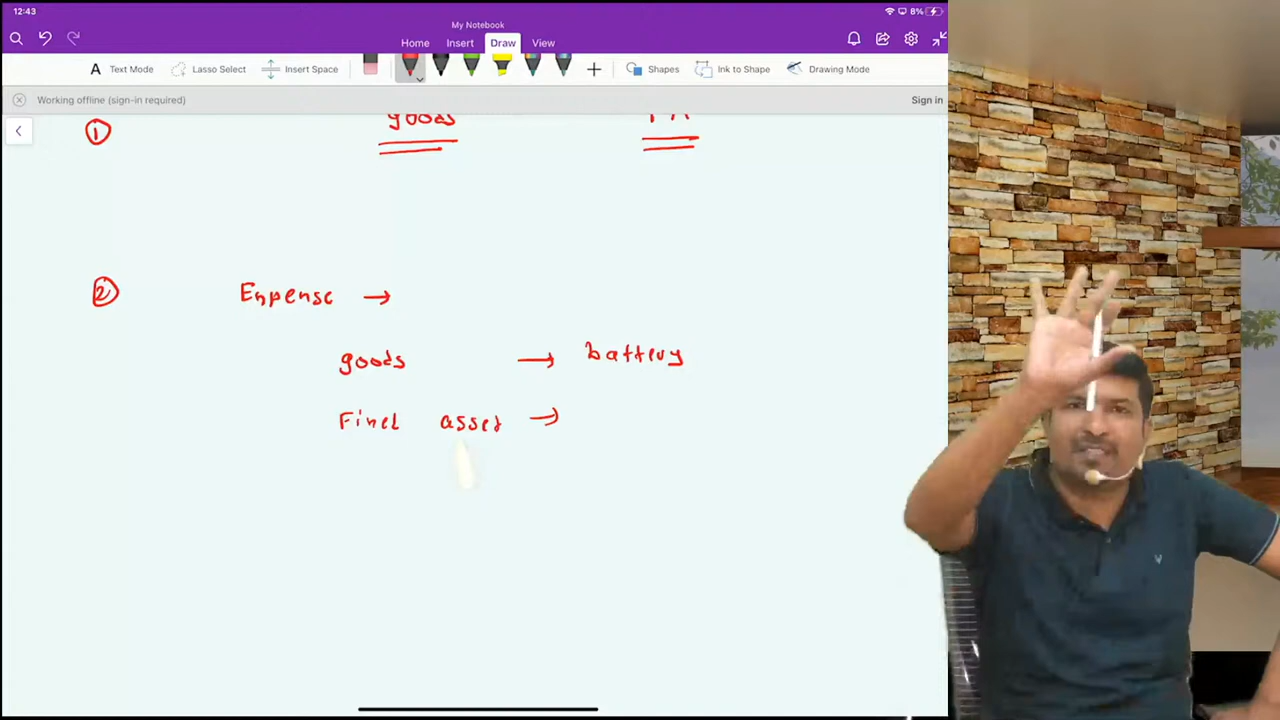 12:43
8%
My Notebook
Home Insert Draw View
Text Mode Lasso Select Insert Space Shapes Ink to Shape Drawing Mode
Working offline (sign-in required) Sign in
① goods
② Expense →
goods → battery
Fixed asset →